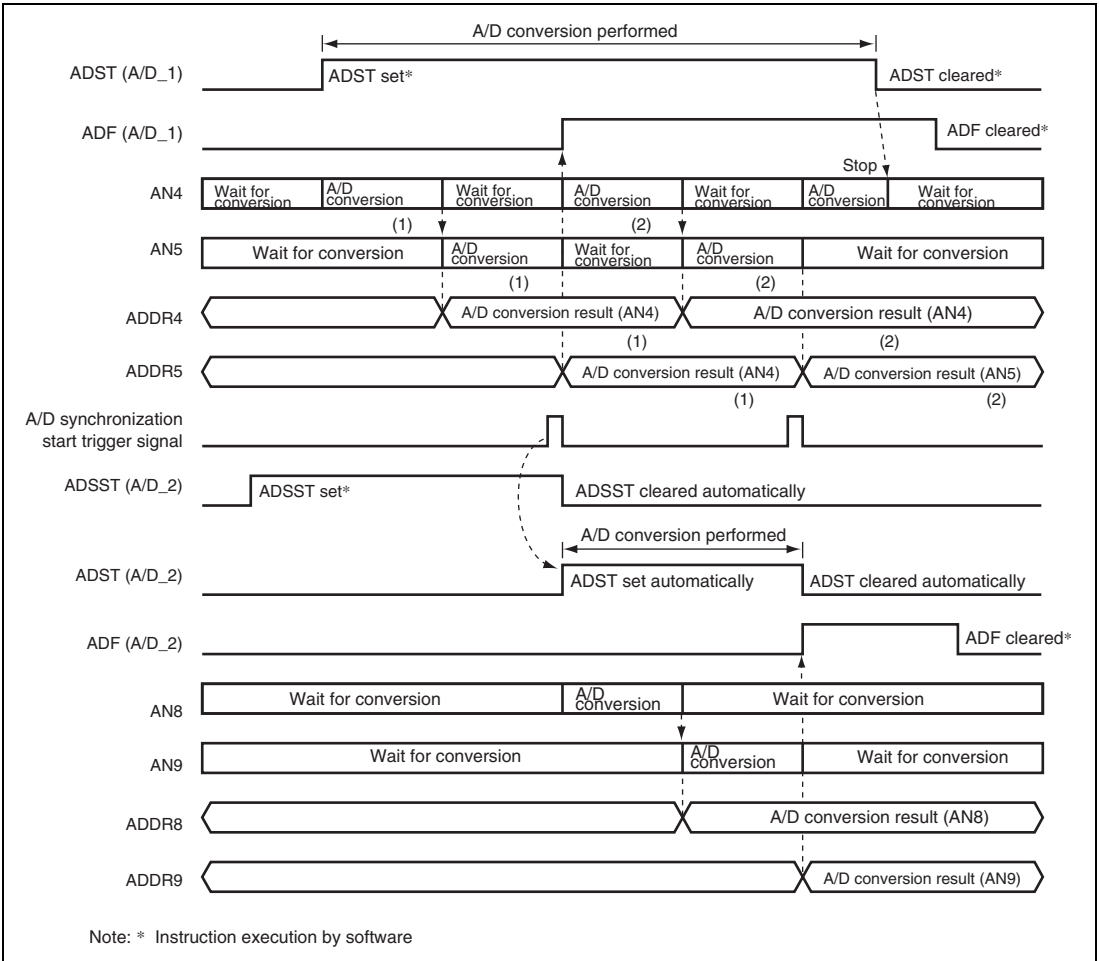 A/D conversion performed
ADST (A/D_1)
ADST set*
ADST cleared*
ADF (A/D_1)
ADF cleared*
Stop
AN4
Wait for conversion
A/D conversion
Wait for conversion
A/D conversion
Wait for conversion
A/D conversion
Wait for conversion
(1)
(2)
AN5
Wait for conversion
A/D conversion
Wait for conversion
A/D conversion
Wait for conversion
(1)
(2)
ADDR4
A/D conversion result (AN4)
A/D conversion result (AN4)
(1)
(2)
ADDR5
A/D conversion result (AN4)
A/D conversion result (AN5)
(1)
(2)
A/D synchronization
start trigger signal
ADSST (A/D_2)
ADSST set*
ADSST cleared automatically
A/D conversion performed
ADST (A/D_2)
ADST set automatically
ADST cleared automatically
ADF (A/D_2)
ADF cleared*
AN8
Wait for conversion
A/D conversion
Wait for conversion
AN9
Wait for conversion
A/D conversion
Wait for conversion
ADDR8
A/D conversion result (AN8)
ADDR9
A/D conversion result (AN9)
Note: * Instruction execution by software